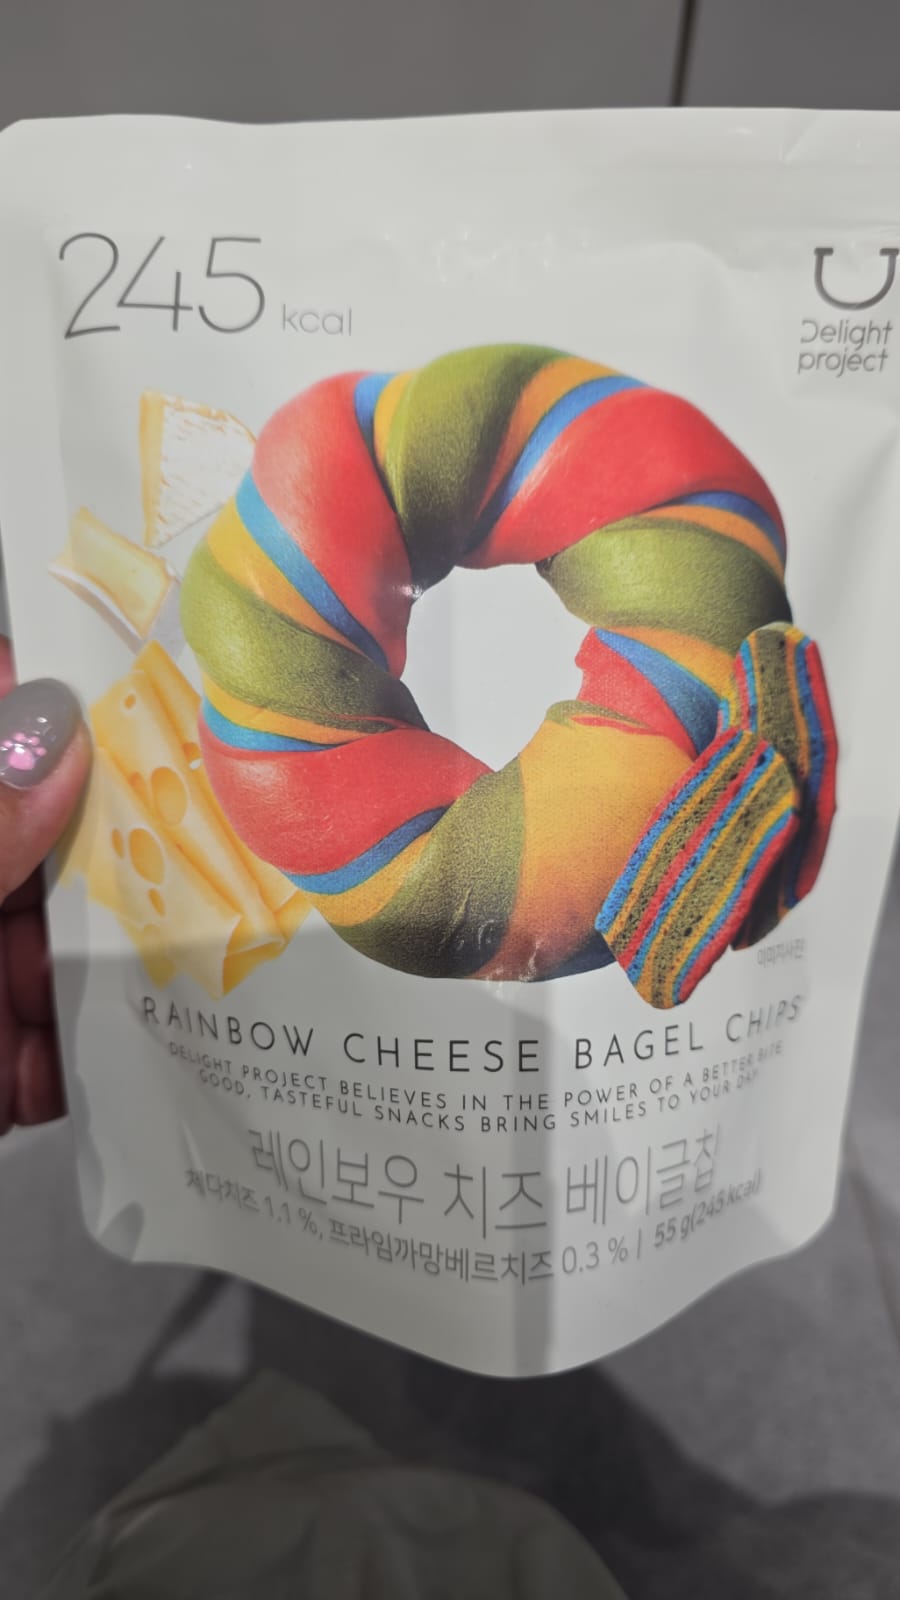 245 kcal
Delight
project
이미지사진
RAINBOW CHEESE BAGEL CHIPS
DELIGHT PROJECT BELIEVES IN THE POWER OF A BETTER BITE
GOOD, TASTEFUL SNACKS BRING SMILES TO YOUR DAY
레인보우 치즈 베이글칩
체다치즈 1.1 %, 프라임까망베르치즈 0.3 % | 55 g(245 kcal)